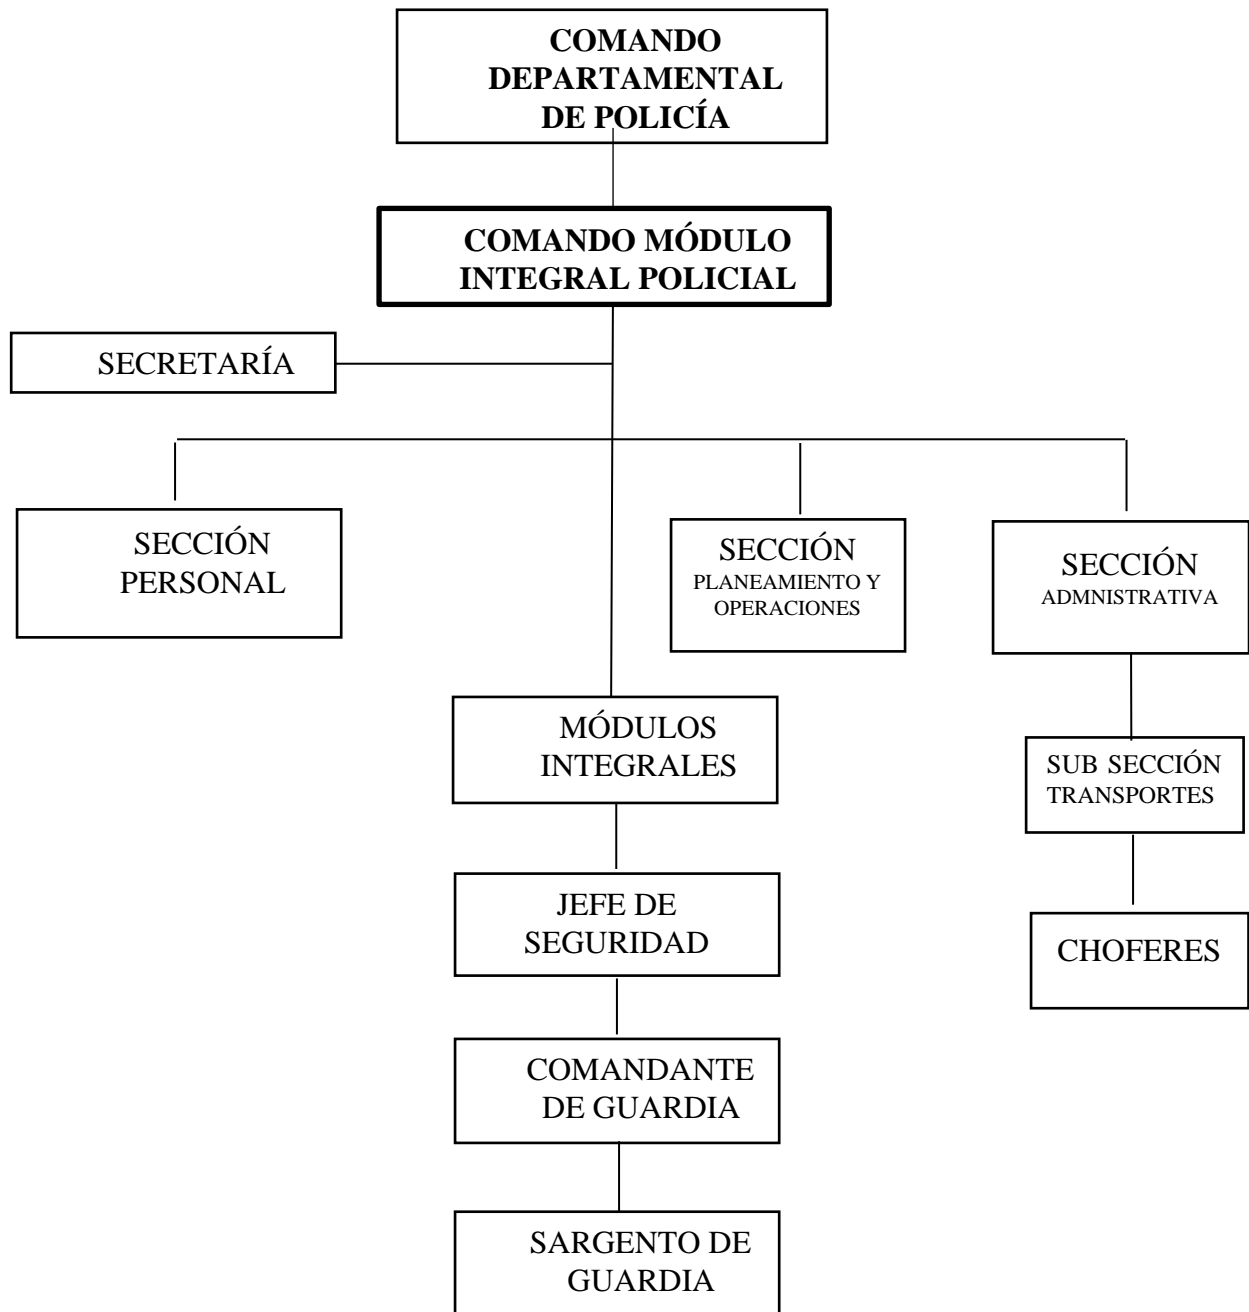 COMANDO
DEPARTAMENTAL
DE POLICÍA
COMANDO MÓDULO
INTEGRAL POLICIAL
SECRETARÍA
SECCIÓN
PERSONAL
SECCIÓN
PLANEAMIENTO Y
OPERACIONES
SECCIÓN
ADMNISTRATIVA
MÓDULOS
INTEGRALES
SUB SECCIÓN
TRANSPORTES
JEFE DE
SEGURIDAD
CHOFERES
COMANDANTE
DE GUARDIA
SARGENTO DE
GUARDIA